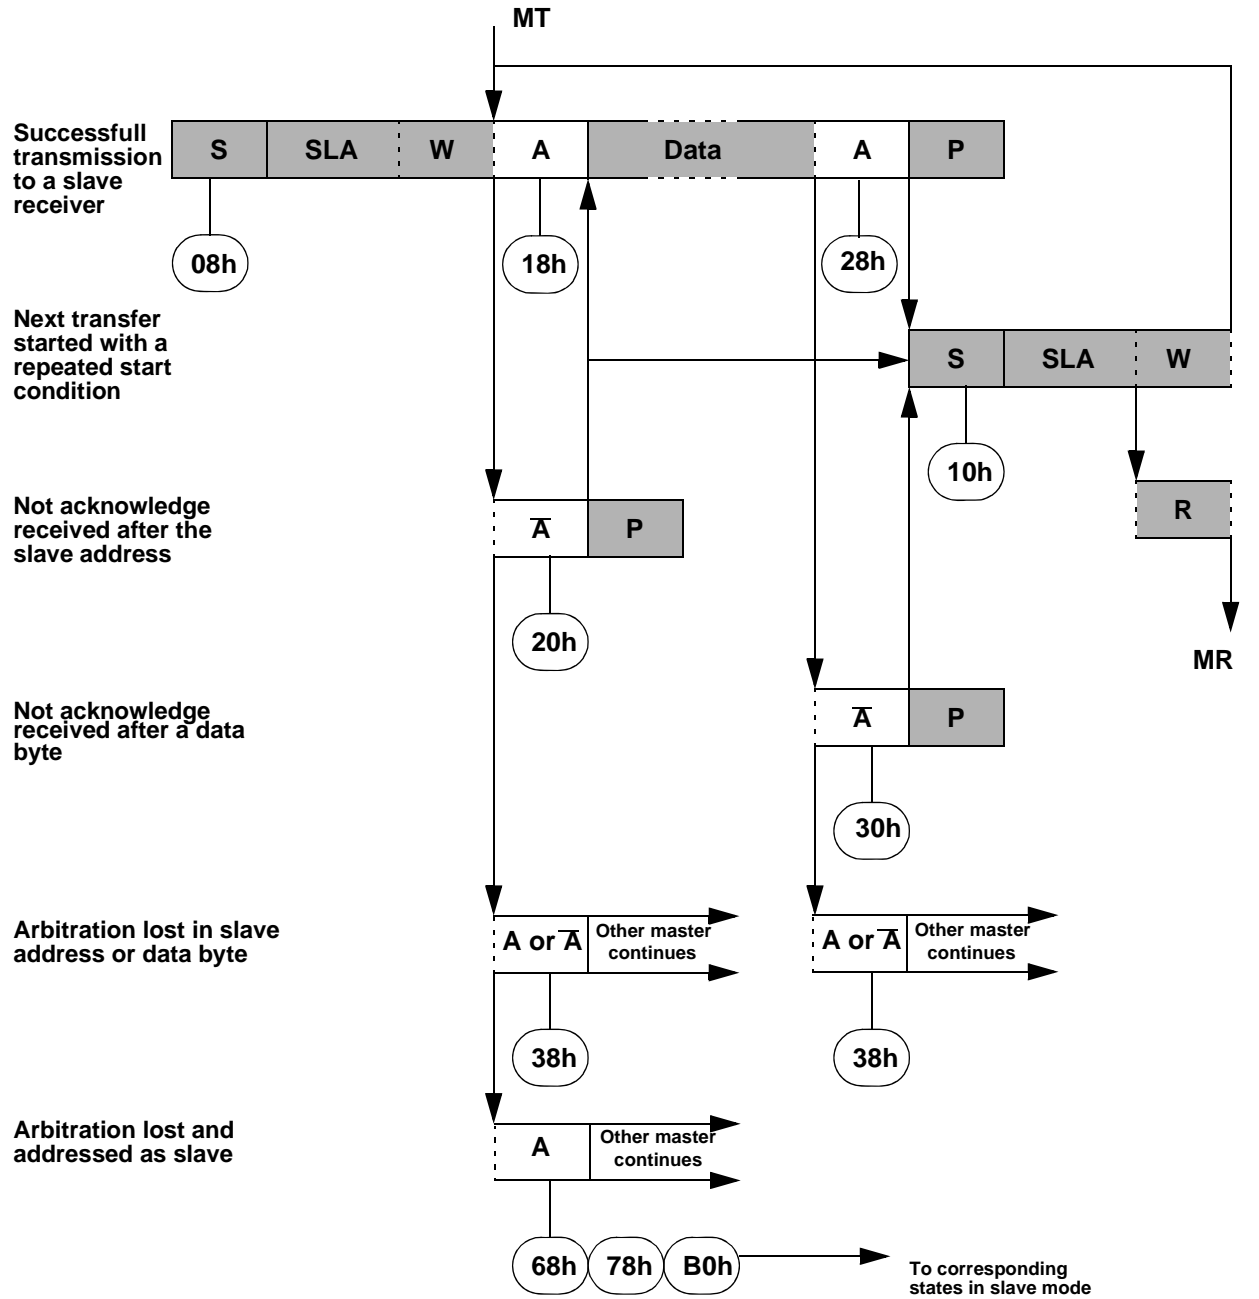 MT
Successfull
transmission
to a slave
receiver
S SLA W A Data A P
08h 18h 28h
Next transfer
started with a
repeated start
condition
S SLA W
10h
Not acknowledge
received after the
slave address
A̅ P
R
20h
MR
Not acknowledge
received after a data
byte
A̅ P
30h
Arbitration lost in slave
address or data byte
A or A̅ Other master
continues
A or A̅ Other master
continues
38h 38h
Arbitration lost and
addressed as slave
A Other master
continues
68h 78h B0h
To corresponding
states in slave mode